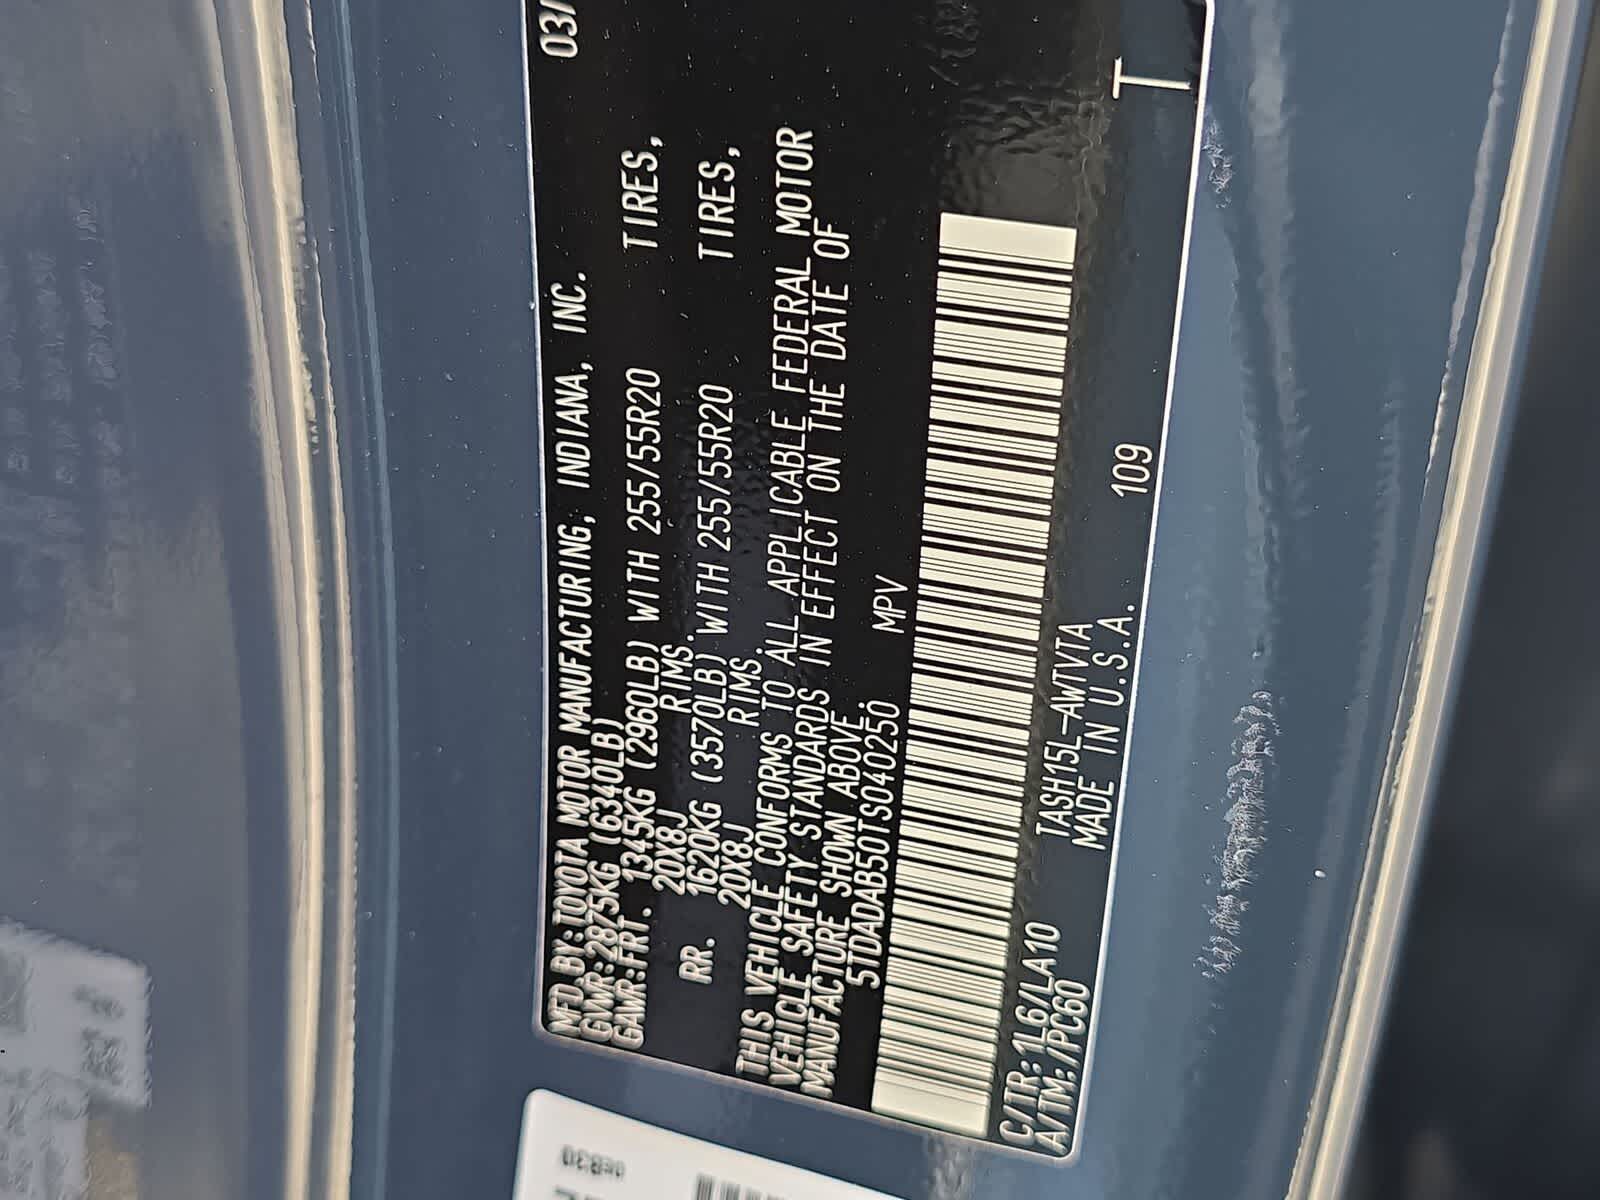 MFD.BY:TOYOTA MOTOR MANUFACTURING, INDIANA, INC. 03/
GVWR:2875KG (6340LB)
GAWR:FRT. 1345KG (2960LB) WITH 255/55R20 TIRES,
20X8J RIMS.
RR. 1620KG (3570LB) WITH 255/55R20 TIRES,
20X8J RIMS.
THIS VEHICLE CONFORMS TO ALL APPLICABLE FEDERAL MOTOR
VEHICLE SAFETY STANDARDS IN EFFECT ON THE DATE OF
MANUFACTURE SHOWN ABOVE.
5TDADAB50TS040250 MPV
C/TR:1L6/LA10 TASH15L-AWTVTA
A/TM:/PC60 MADE IN U.S.A. 109 T